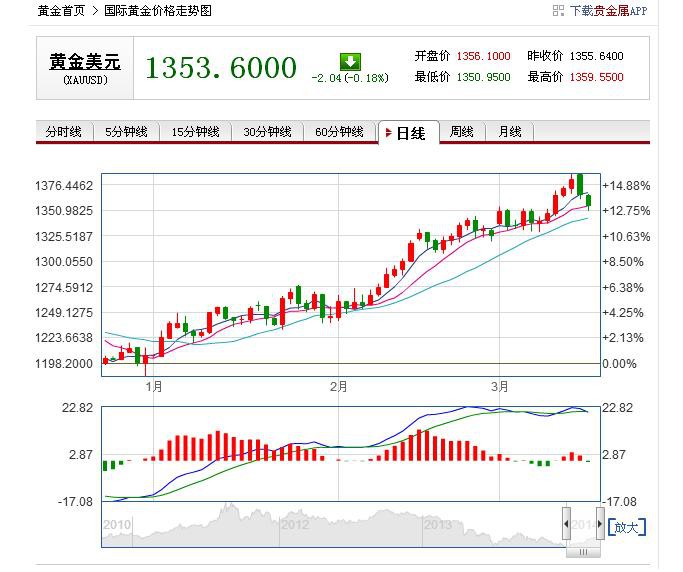 黄金首页 > 国际黄金价格走势图
下载贵金属APP
黄金美元
(XAUUSD)
1353.6000
-2.04(-0.18%)
开盘价 1356.1000 昨收价 1355.6400
最低价 1350.9500 最高价 1359.5500
分时线 5分钟线 15分钟线 30分钟线 60分钟线 日线 周线 月线
1376.4462 +14.88%
1350.9825 +12.75%
1325.5187 +10.63%
1300.0550 +8.50%
1274.5912 +6.38%
1249.1275 +4.25%
1223.6638 +2.13%
1198.2000 0.00%
1月 2月 3月
22.82 22.82
2.87 2.87
-17.08 -17.08
2010 2012 2013 2014
[放大]